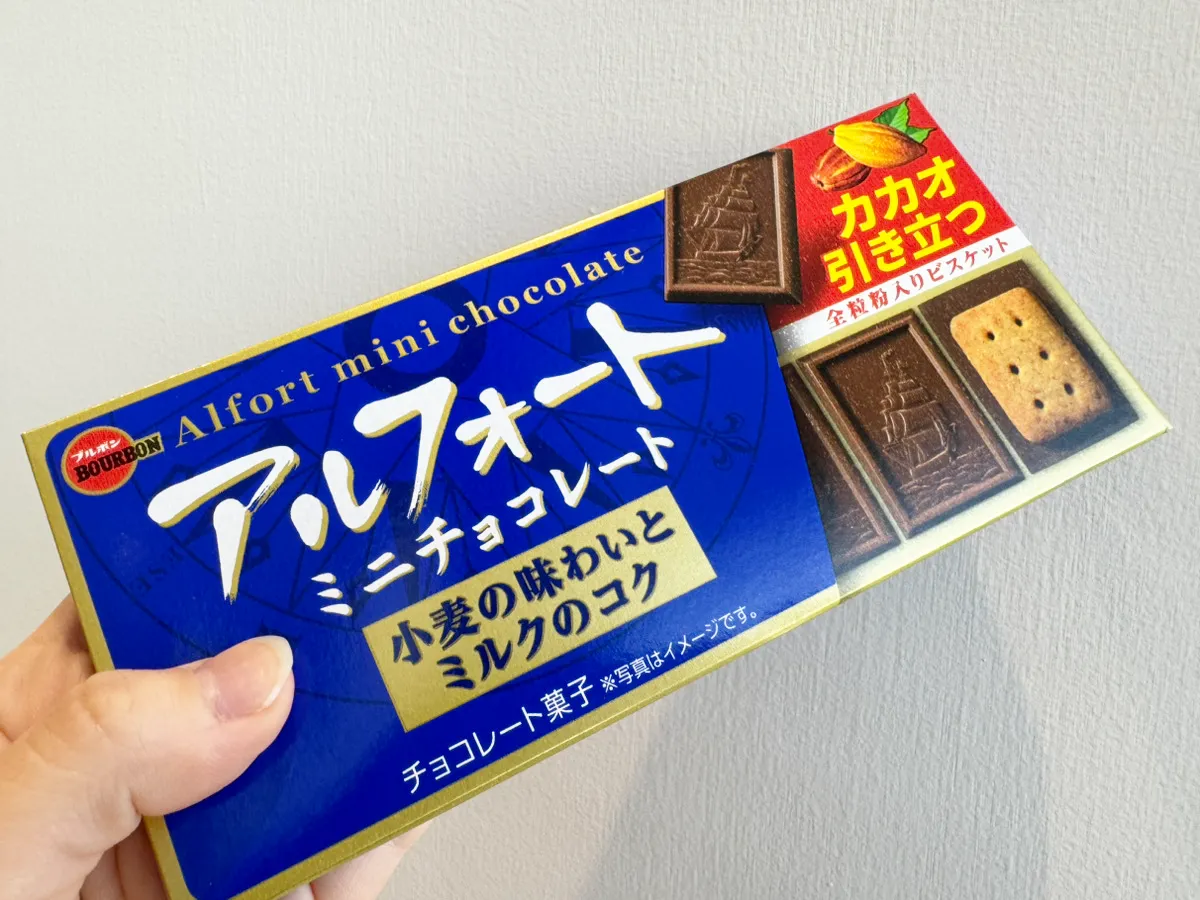 ブルボン
BOURBON
Alfort mini chocolate
アルフォート
ミニチョコレート
小麦の味わいと
ミルクのコク
チョコレート菓子 ※写真はイメージです。
カカオ
引き立つ
全粒粉入りビスケット